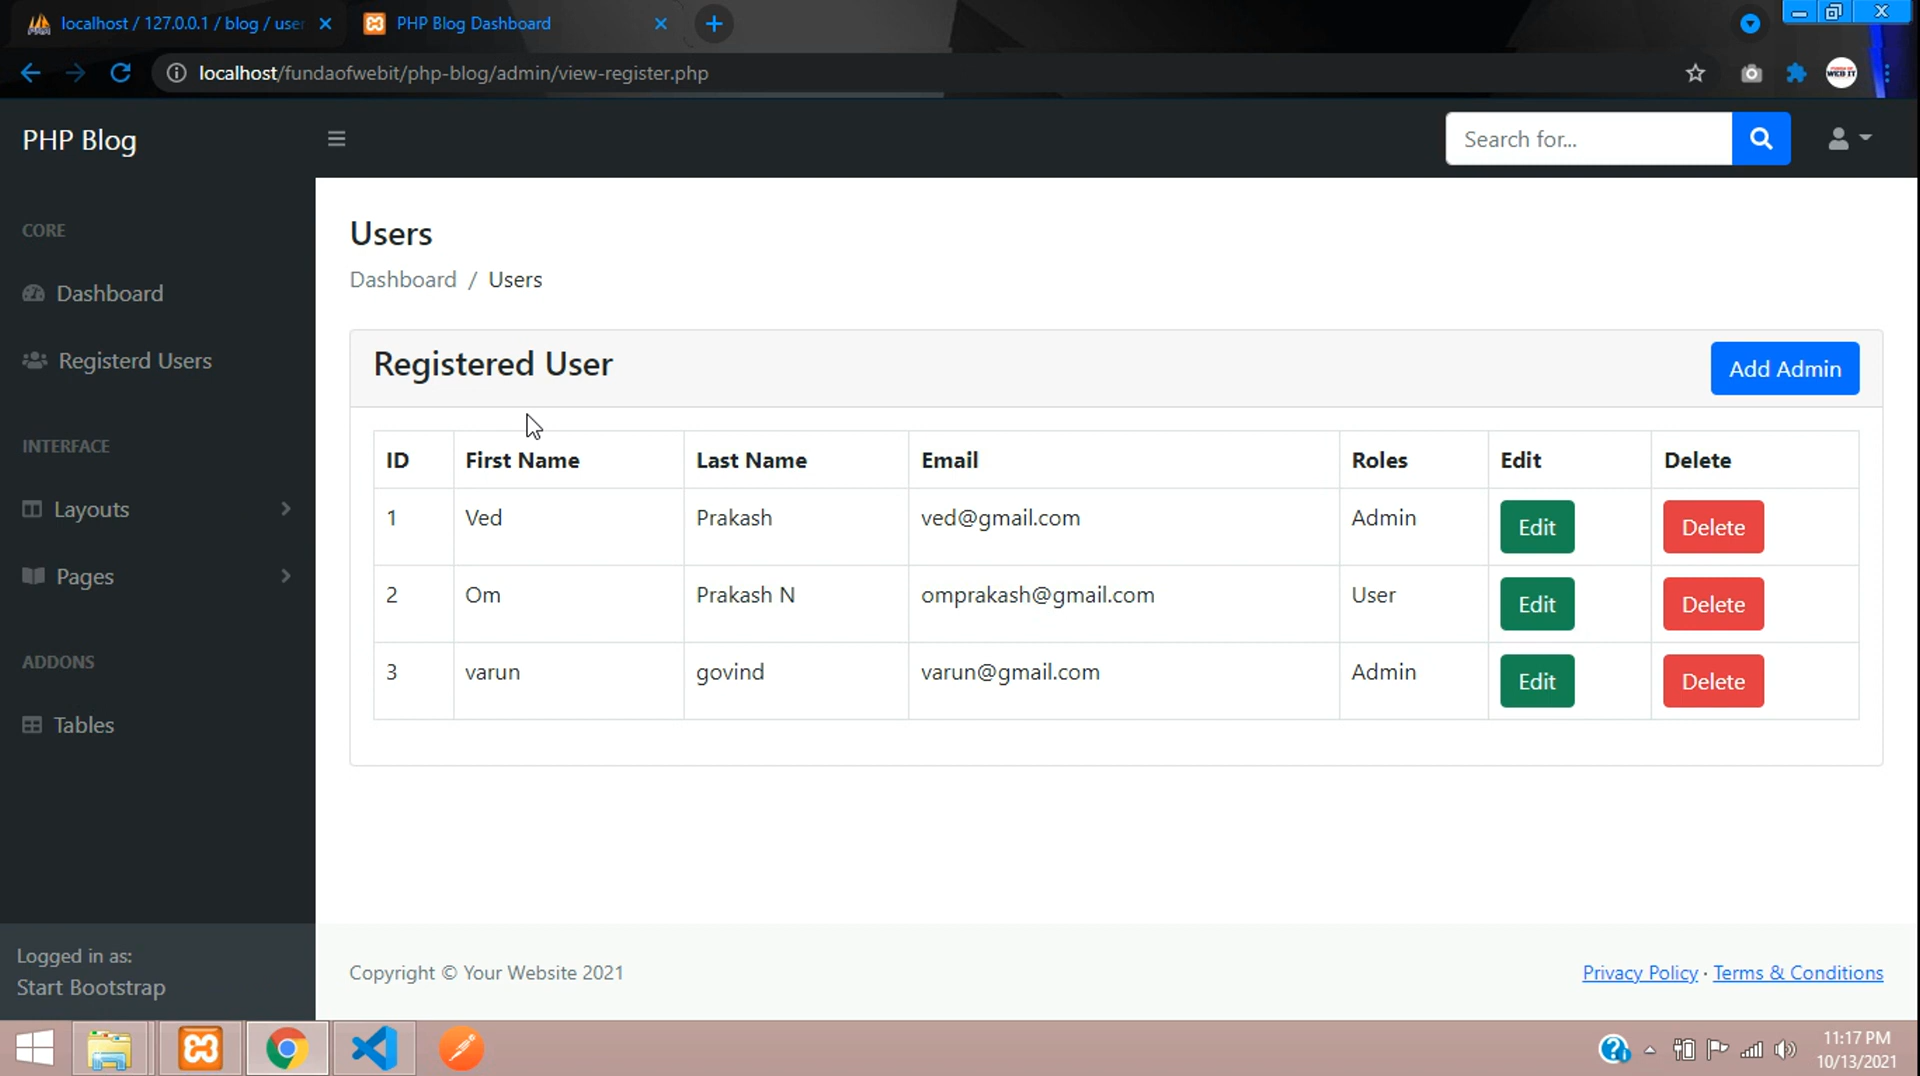 localhost / 127.0.0.1 / blog / user
PHP Blog Dashboard
localhost/fundaofwebit/php-blog/admin/view-register.php
WEB IT
PHP Blog
Search for...
CORE
Dashboard
Registerd Users
INTERFACE
Layouts
Pages
ADDONS
Tables
Logged in as:
Start Bootstrap
Users
Dashboard / Users
Registered User
Add Admin
ID First Name Last Name Email Roles Edit Delete
1 Ved Prakash ved@gmail.com Admin Edit Delete
2 Om Prakash N omprakash@gmail.com User Edit Delete
3 varun govind varun@gmail.com Admin Edit Delete
Copyright © Your Website 2021
Privacy Policy · Terms & Conditions
11:17 PM
10/13/2021